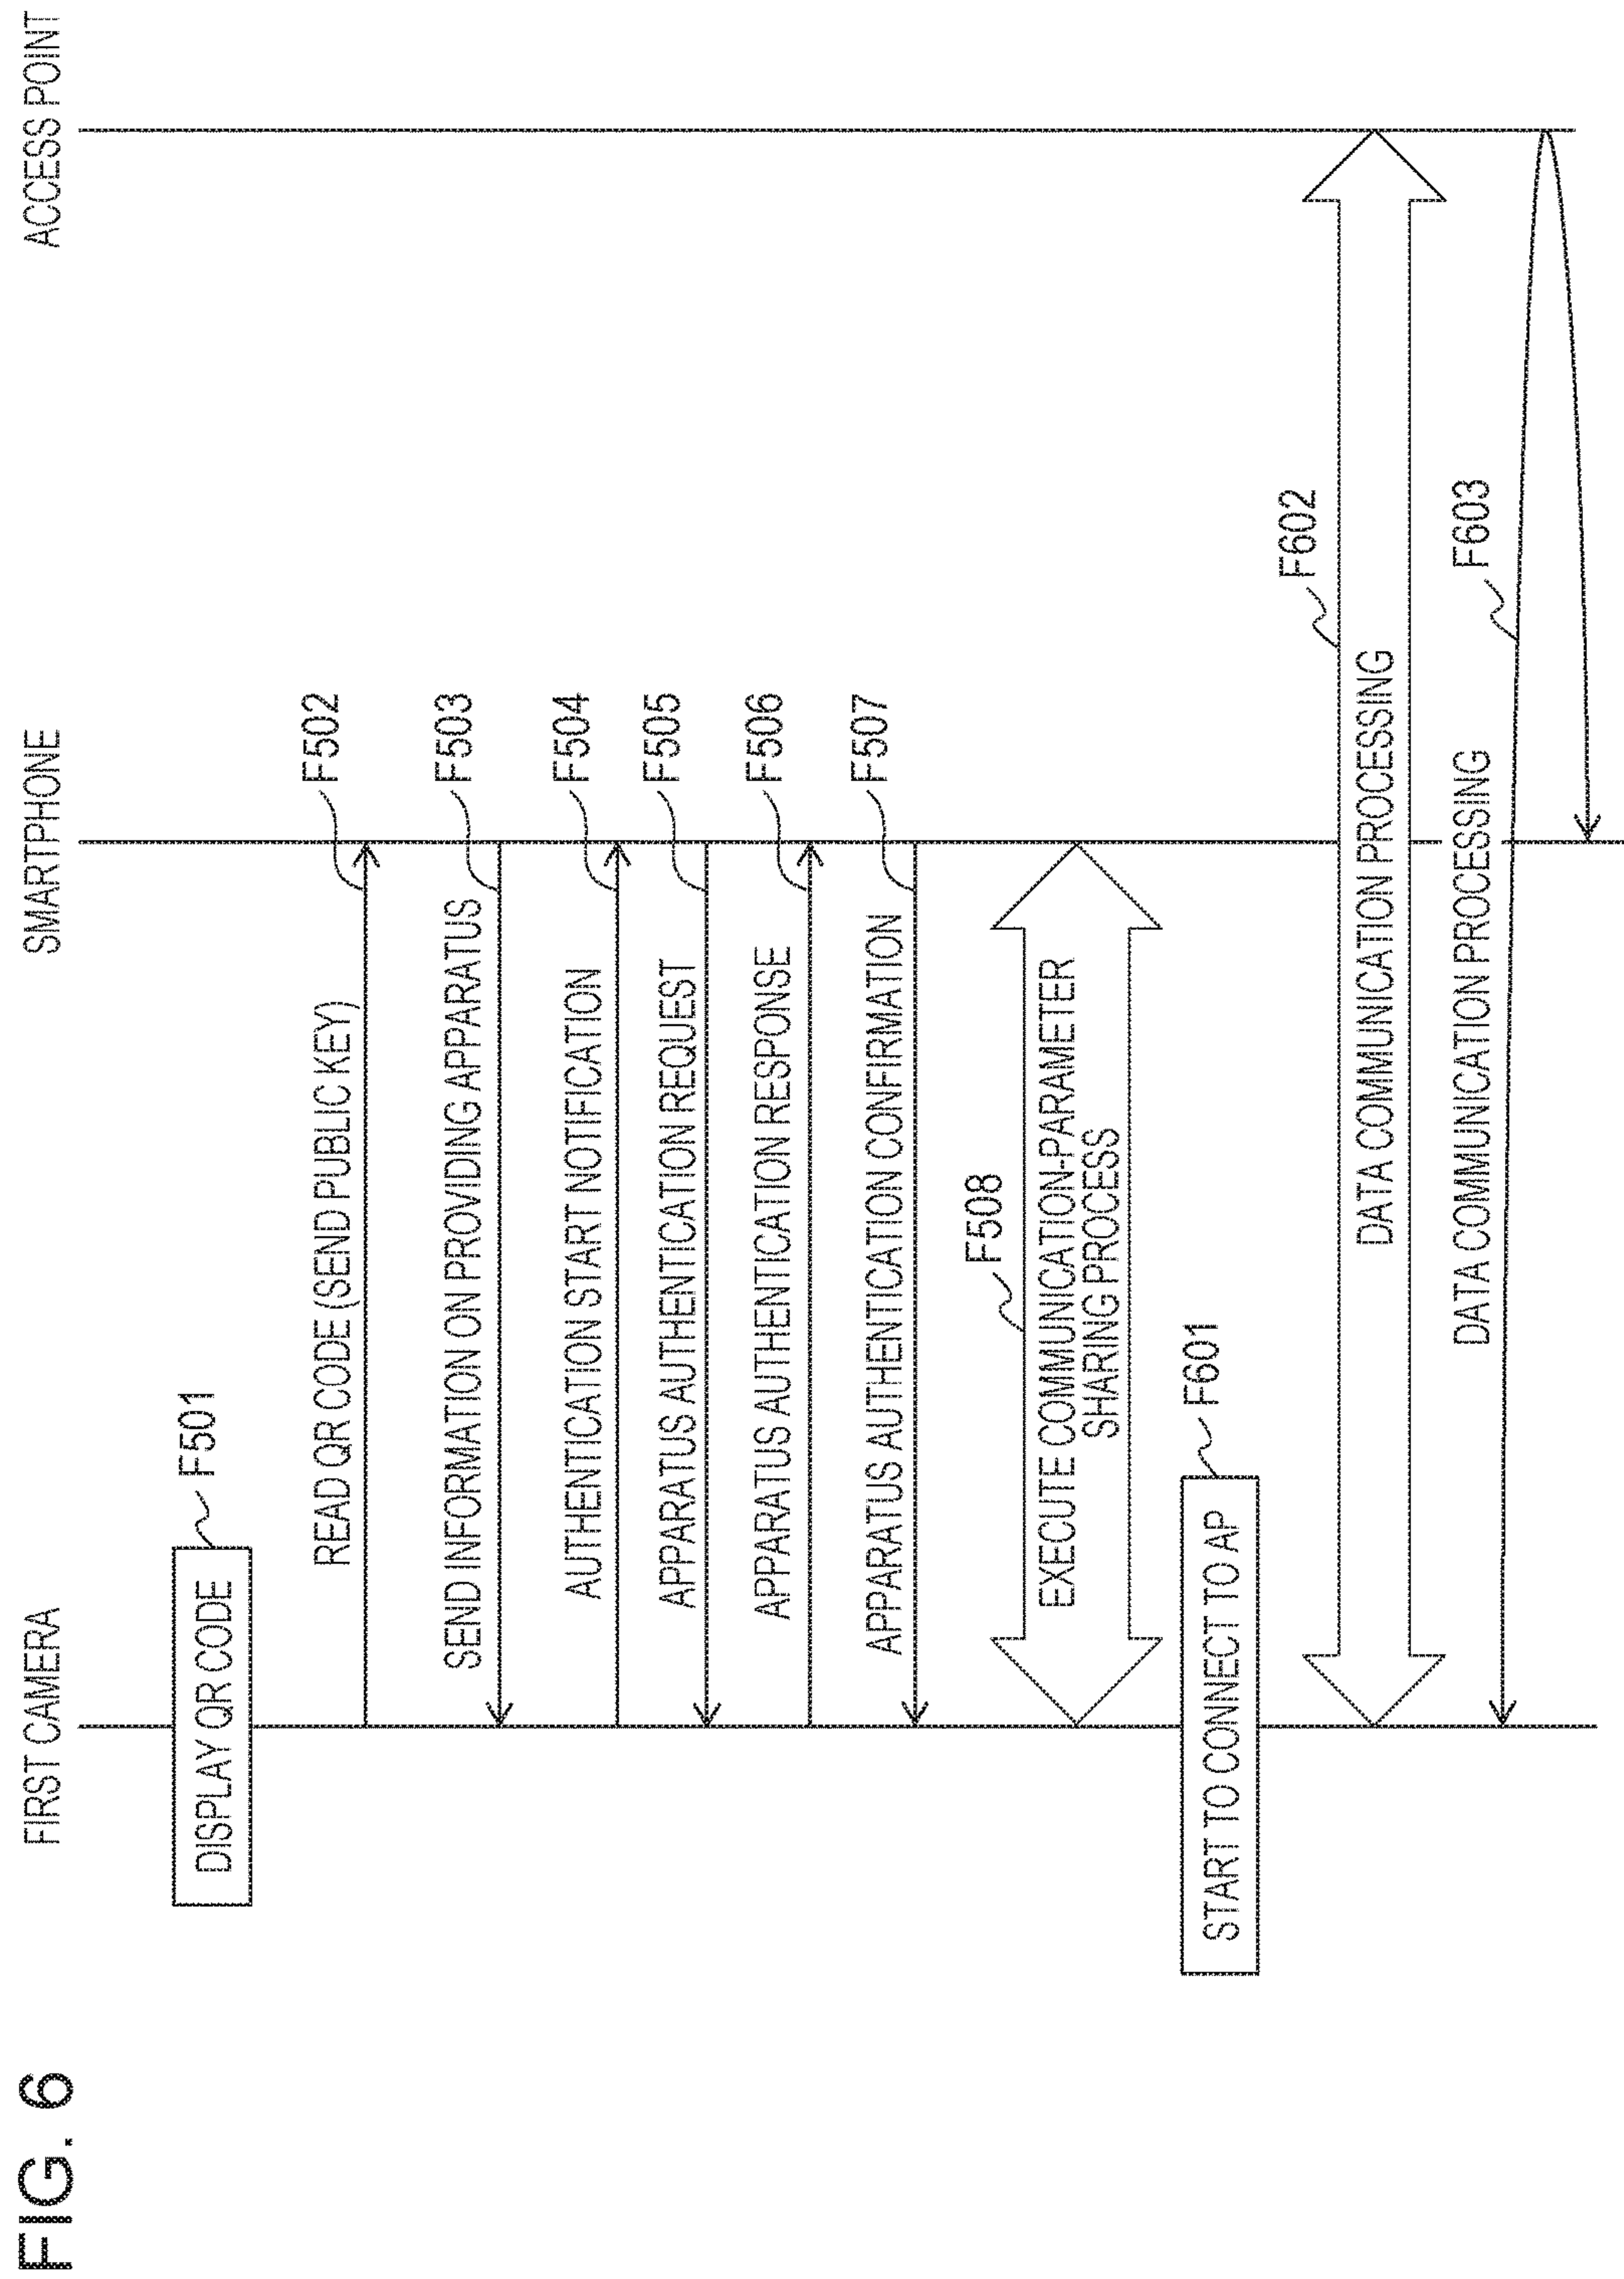 FIG. 6
FIRST CAMERA
SMARTPHONE
ACCESS POINT
DISPLAY QR CODE
F501
READ QR CODE (SEND PUBLIC KEY)
F502
SEND INFORMATION ON PROVIDING APPARATUS
F503
AUTHENTICATION START NOTIFICATION
F504
APPARATUS AUTHENTICATION REQUEST
F505
APPARATUS AUTHENTICATION RESPONSE
F506
APPARATUS AUTHENTICATION CONFIRMATION
F507
F508
EXECUTE COMMUNICATION-PARAMETER
SHARING PROCESS
START TO CONNECT TO AP
F601
F602
DATA COMMUNICATION PROCESSING
DATA COMMUNICATION PROCESSING
F603